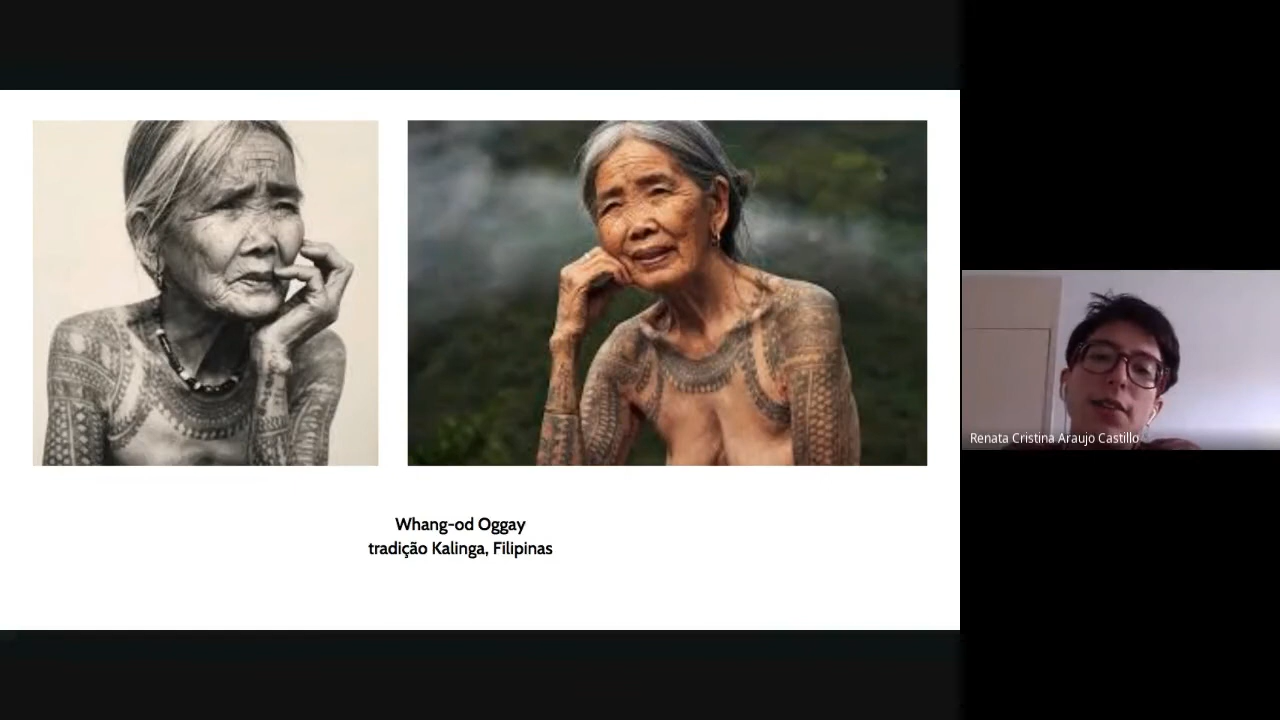 Whang-od Oggay
tradição Kalinga, Filipinas
Renata Cristina Araujo Castillo